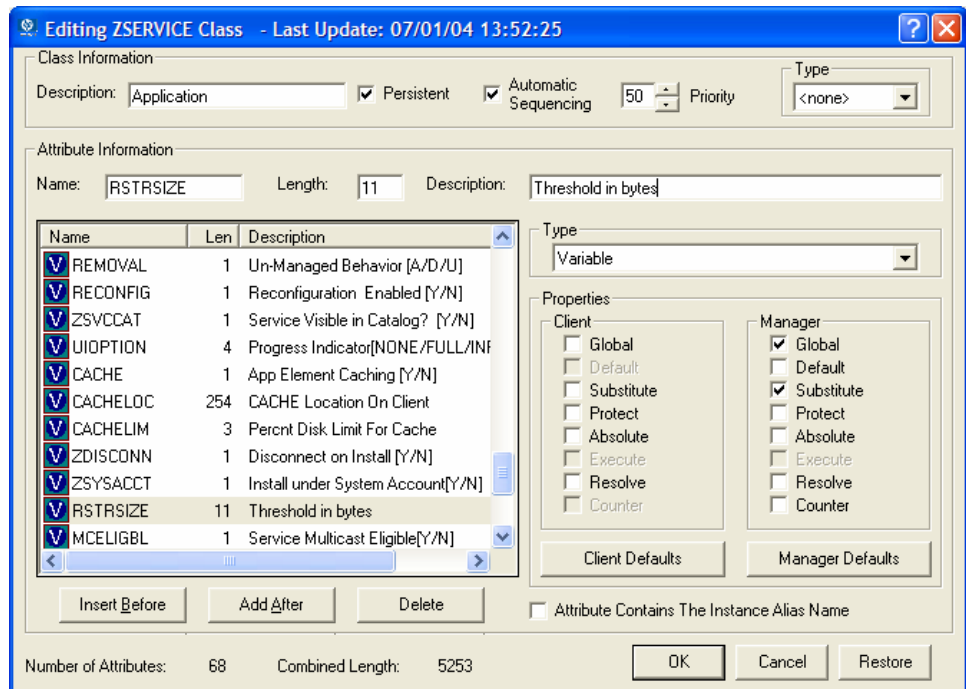 Editing ZSERVICE Class - Last Update: 07/01/04 13:52:25
Class Information
Description: Application Persistent Automatic Sequencing 50 Priority
Type
<none>
Attribute Information
Name: RSTRSIZE Length: 11 Description: Threshold in bytes
Name Len Description
V REMOVAL 1 Un-Managed Behavior [A/D/U]
V RECONFIG 1 Reconfiguration Enabled [Y/N]
V ZSVCCAT 1 Service Visible in Catalog? [Y/N]
V UIOPTION 4 Progress Indicator[NONE/FULL/INF
V CACHE 1 App Element Caching [Y/N]
V CACHELOC 254 CACHE Location On Client
V CACHELIM 3 Percnt Disk Limit For Cache
V ZDISCONN 1 Disconnect on Install [Y/N]
V ZSYSACCT 1 Install under System Account[Y/N]
V RSTRSIZE 11 Threshold in bytes
V MCELIGBL 1 Service Multicast Eligible[Y/N]
Insert Before Add After Delete
Type
Variable
Properties
Client
Global
Default
Substitute
Protect
Absolute
Execute
Resolve
Counter
Client Defaults
Manager
Global
Default
Substitute
Protect
Absolute
Execute
Resolve
Counter
Manager Defaults
Attribute Contains The Instance Alias Name
Number of Attributes: 68 Combined Length: 5253
OK Cancel Restore